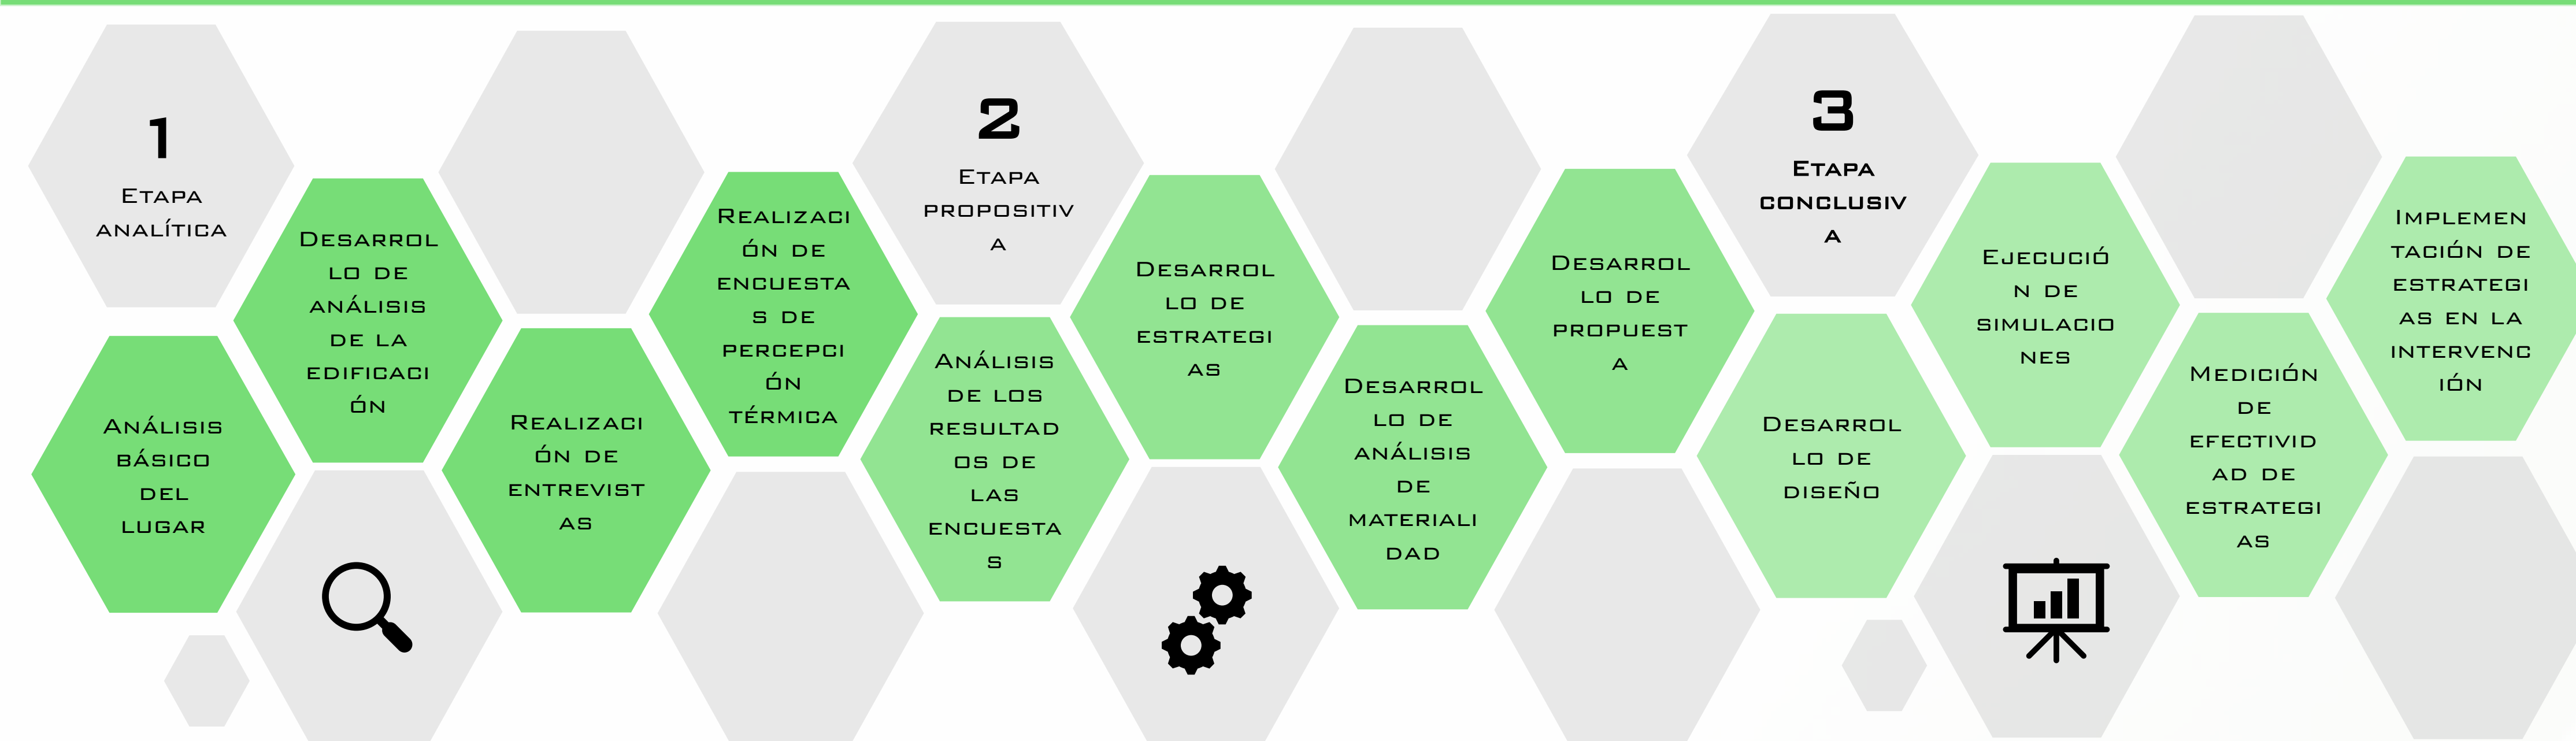 1
Etapa
analítica
Análisis
básico
del
lugar
Desarrol
lo de
análisis
de la
edificaci
ón
Realizaci
ón de
entrevist
as
Realizaci
ón de
encuesta
s de
percepci
ón
térmica
2
Etapa
propositiv
a
Análisis
de los
resultad
os de
las
encuesta
s
Desarrol
lo de
estrategi
as
Desarrol
lo de
análisis
de
materiali
dad
Desarrol
lo de
propuest
a
3
Etapa
conclusiv
a
Desarrol
lo de
diseño
Ejecució
n de
simulacio
nes
Medición
de
efectivid
ad de
estrategi
as
Implemen
tación de
estrategi
as en la
intervenc
ión